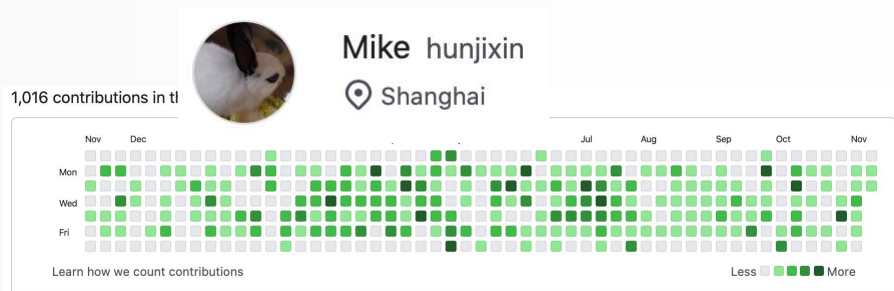 Mike hunjixin
Shanghai
1,016 contributions in
Nov Dec Jul Aug Sep Oct Nov
Mon
Wed
Fri
Learn how we count contributions
Less More